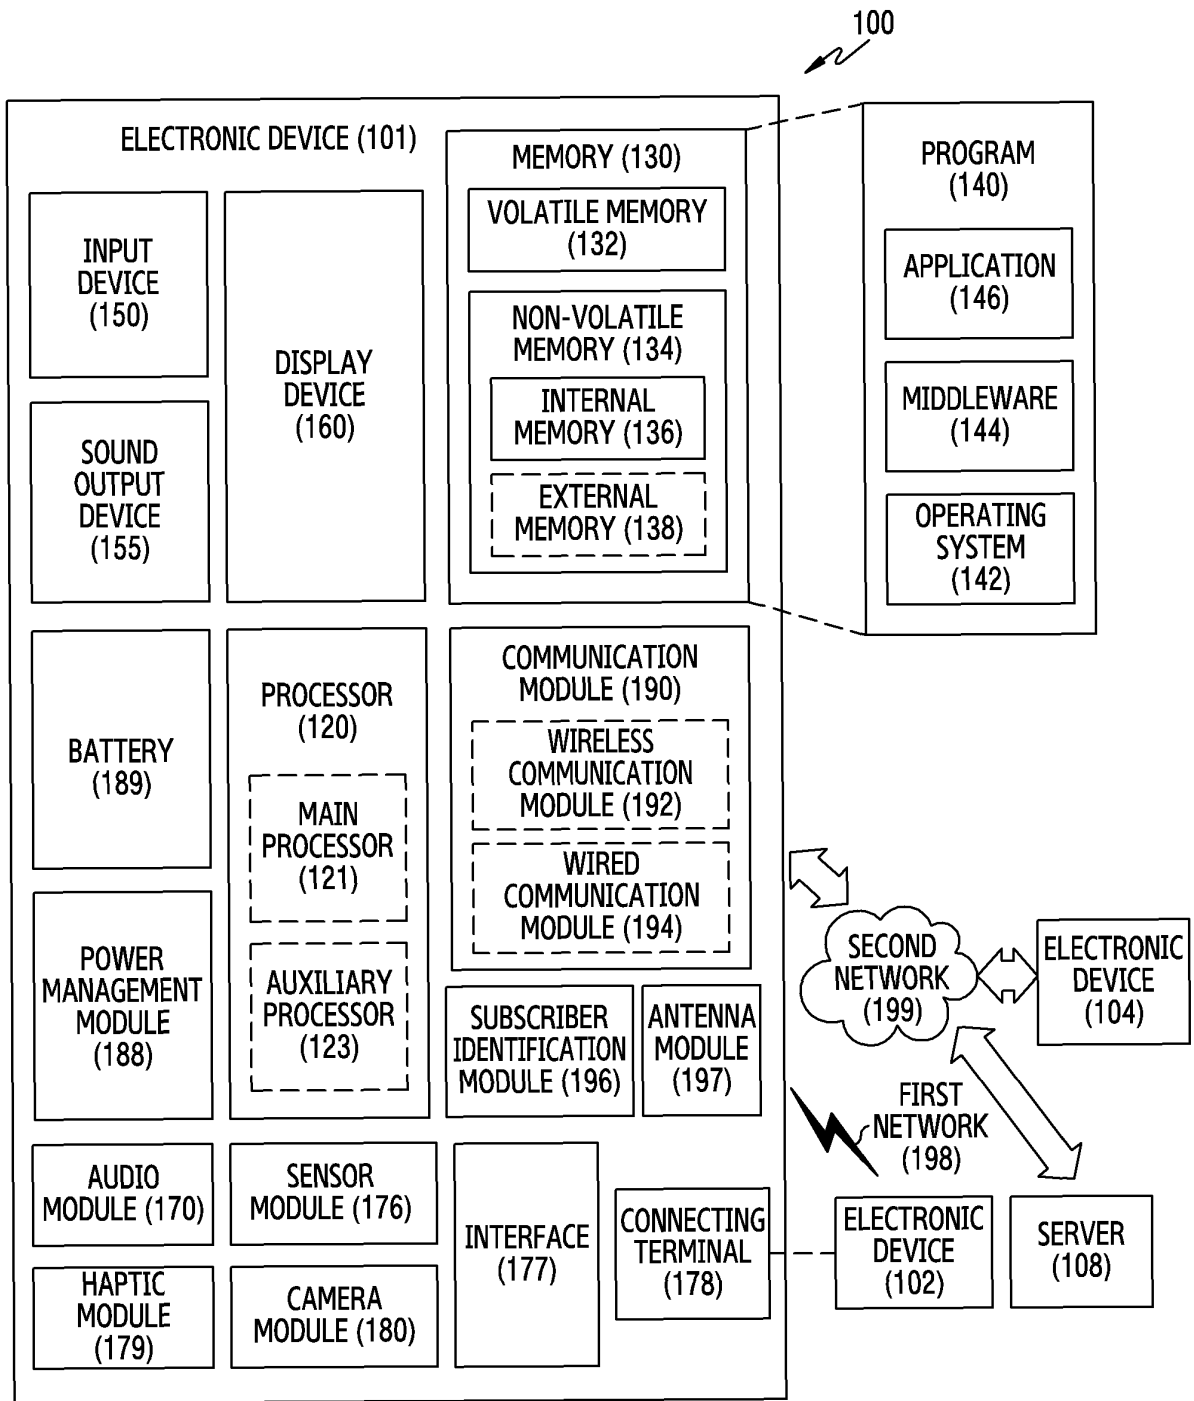 100
ELECTRONIC DEVICE (101)
INPUT
DEVICE
(150)
SOUND
OUTPUT
DEVICE
(155)
DISPLAY
DEVICE
(160)
MEMORY (130)
VOLATILE MEMORY
(132)
NON-VOLATILE
MEMORY (134)
INTERNAL
MEMORY (136)
EXTERNAL
MEMORY (138)
PROGRAM
(140)
APPLICATION
(146)
MIDDLEWARE
(144)
OPERATING
SYSTEM
(142)
BATTERY
(189)
POWER
MANAGEMENT
MODULE
(188)
PROCESSOR
(120)
MAIN
PROCESSOR
(121)
AUXILIARY
PROCESSOR
(123)
COMMUNICATION
MODULE (190)
WIRELESS
COMMUNICATION
MODULE (192)
WIRED
COMMUNICATION
MODULE (194)
SUBSCRIBER
IDENTIFICATION
MODULE (196)
ANTENNA
MODULE
(197)
SECOND
NETWORK
(199)
ELECTRONIC
DEVICE
(104)
FIRST
NETWORK
(198)
AUDIO
MODULE (170)
SENSOR
MODULE (176)
INTERFACE
(177)
CONNECTING
TERMINAL
(178)
ELECTRONIC
DEVICE
(102)
SERVER
(108)
HAPTIC
MODULE
(179)
CAMERA
MODULE (180)